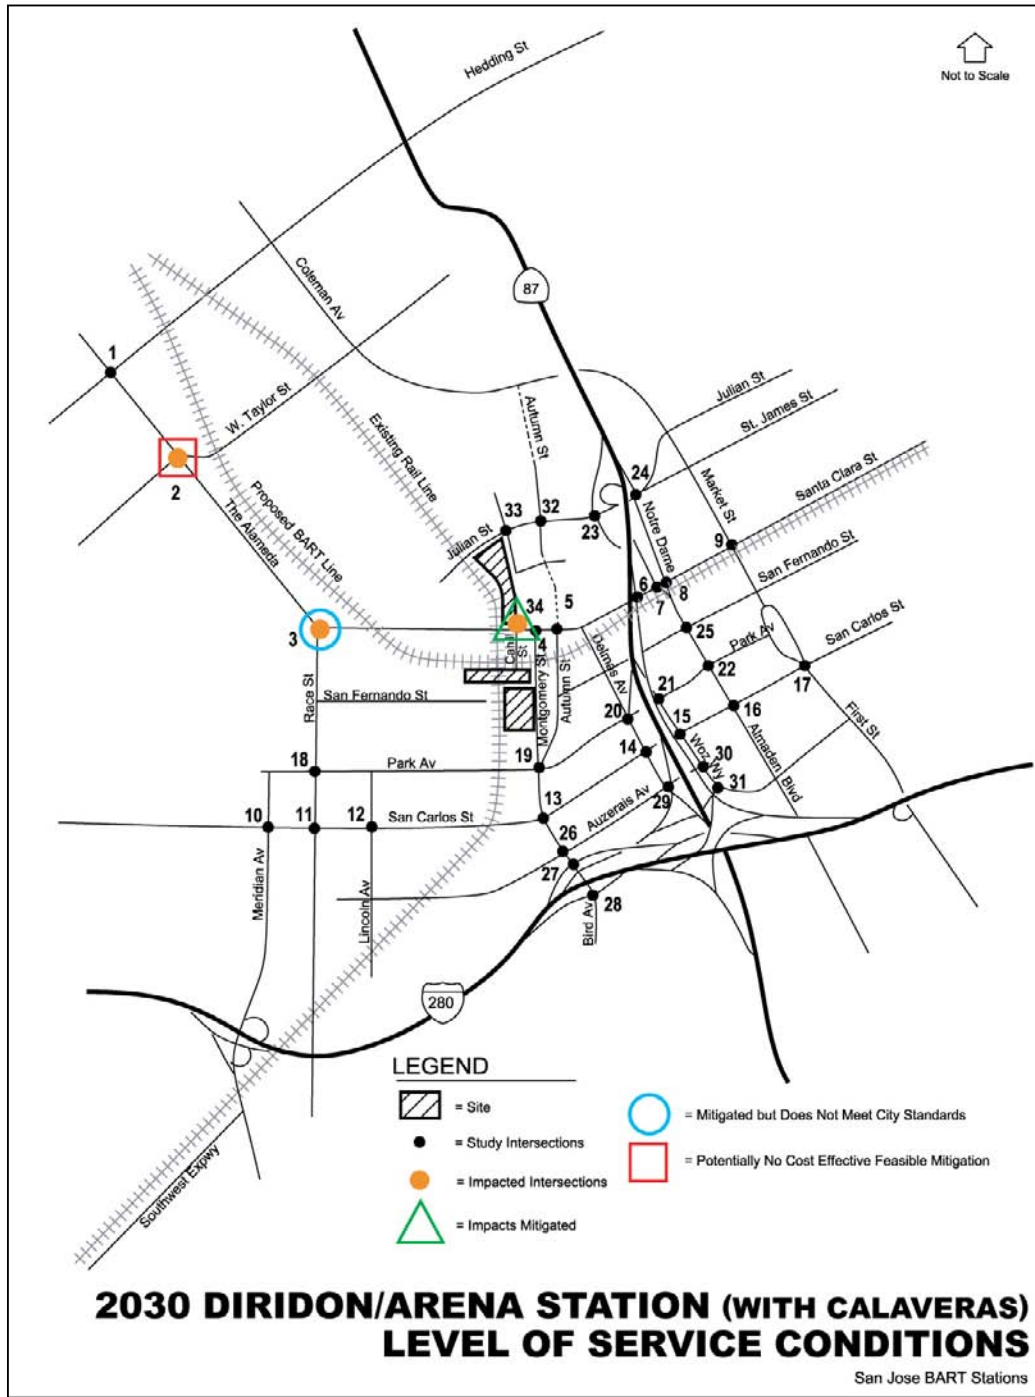 Hedding St
Not to Scale
87
Coleman Av
1
W. Taylor St
Existing Rail Line
Autumn St
Julian St
St. James St
24
Market St
Santa Clara St
2
The Alameda
Proposed BART Line
33
32
Julian St
23
Notre Dame
9
San Fernando St
34
5
6
7
8
3
4
Cahill St
Montgomery St
Autumn St
Delmas Av
25
Park Av
San Carlos St
Race St
San Fernando St
21
22
17
20
15
16
First St
18
Park Av
19
14
Woz Wy
30
Almaden Blvd
31
10
11
12
San Carlos St
13
29
Auzerais Av
26
27
28
Meridian Av
Lincoln Av
Bird Av
280
Southwest Expwy
LEGEND
= Site
= Study Intersections
= Impacted Intersections
= Impacts Mitigated
= Mitigated but Does Not Meet City Standards
= Potentially No Cost Effective Feasible Mitigation
2030 DIRIDON/ARENA STATION (WITH CALAVERAS)
LEVEL OF SERVICE CONDITIONS
San Jose BART Stations